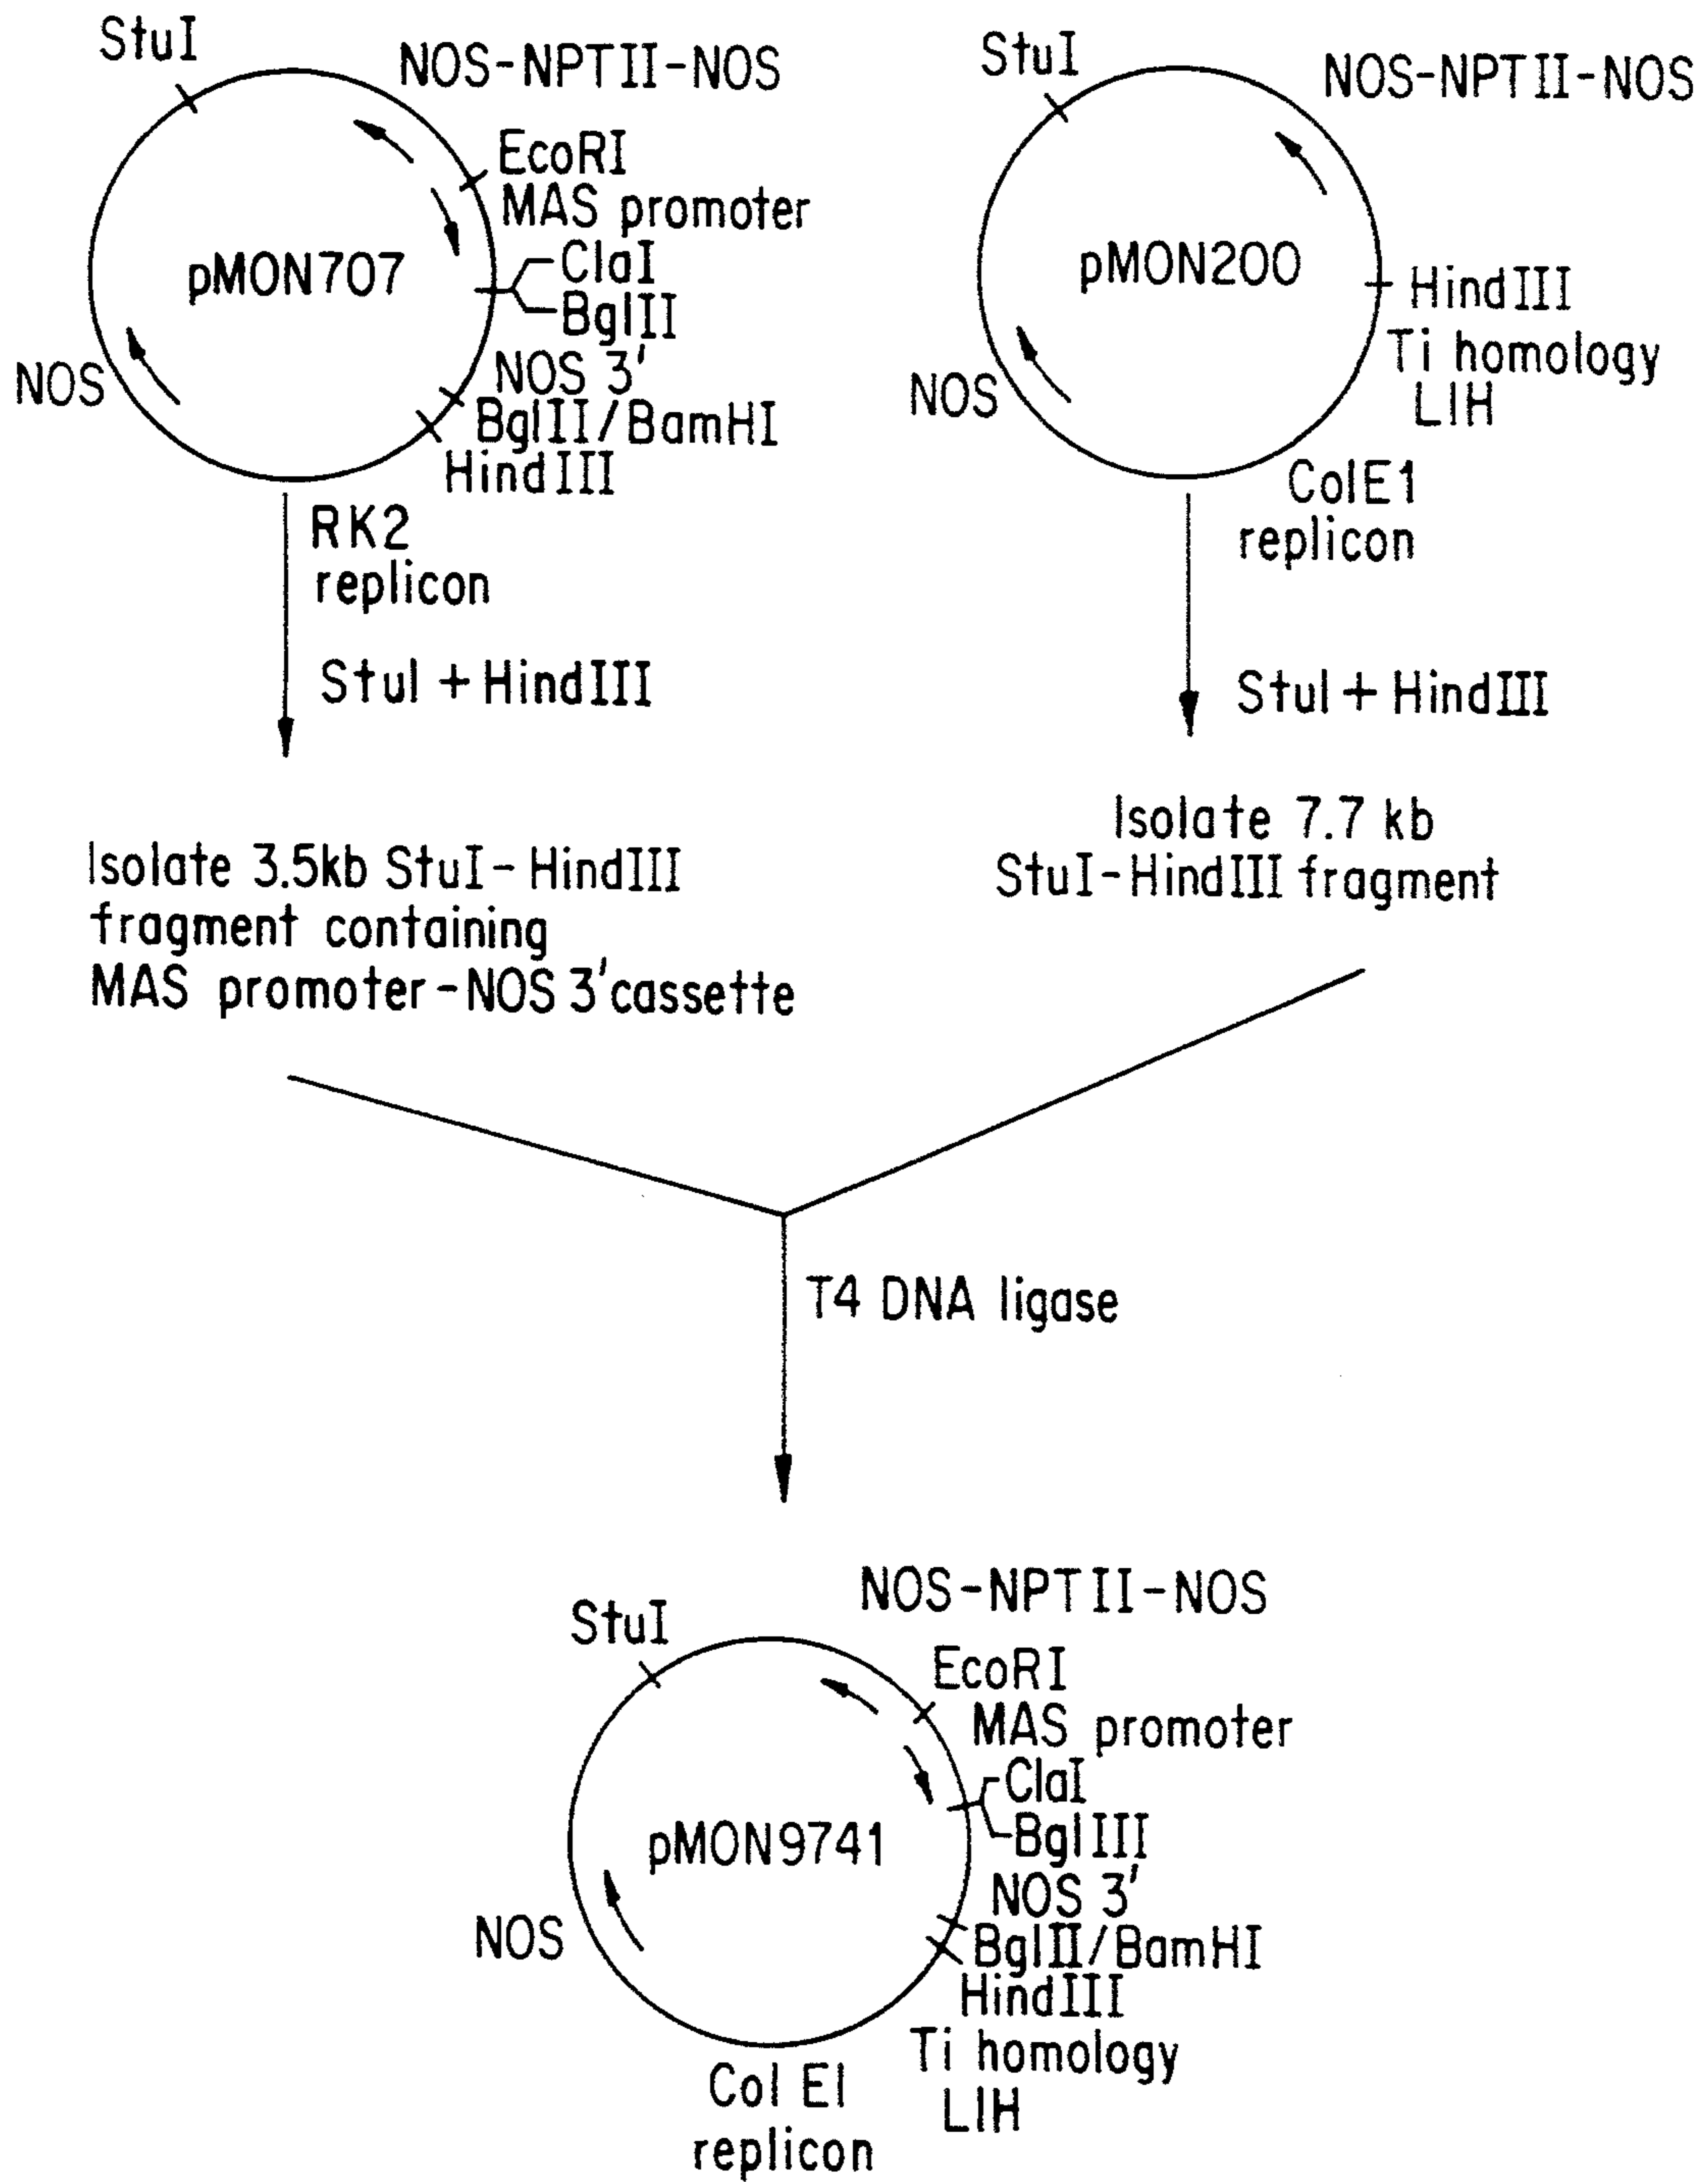 StuI
NOS-NPTII-NOS
EcoRI
MAS promoter
pMON707
ClaI
BglII
NOS
NOS 3'
BglII/BamHI
HindIII
RK2
replicon
StuI + HindIII
StuI
NOS-NPTII-NOS
pMON200
HindIII
Ti homology
LIH
NOS
ColE1
replicon
StuI + HindIII
Isolate 3.5kb StuI-HindIII
fragment containing
MAS promoter-NOS 3' cassette
Isolate 7.7 kb
StuI-HindIII fragment
T4 DNA ligase
NOS-NPTII-NOS
StuI
EcoRI
MAS promoter
ClaI
BglIII
pMON9741
NOS 3'
NOS
BglII/BamHI
HindIII
Ti homology
LIH
Col E1
replicon